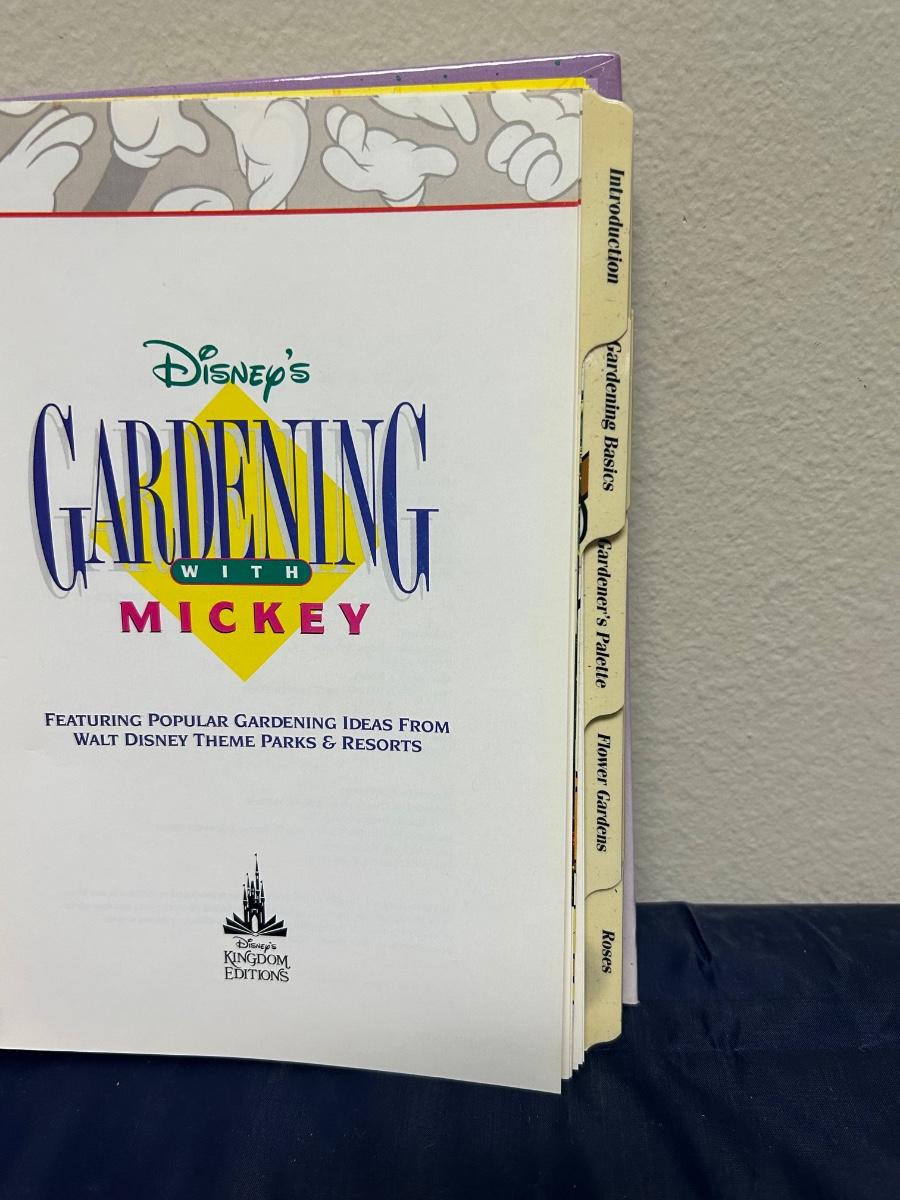 Disney's
GARDENING
WITH
MICKEY
FEATURING POPULAR GARDENING IDEAS FROM
WALT DISNEY THEME PARKS & RESORTS
Disney's
KINGDOM
EDITIONS
Introduction
Gardening Basics
Gardener's Palette
Flower Gardens
Roses